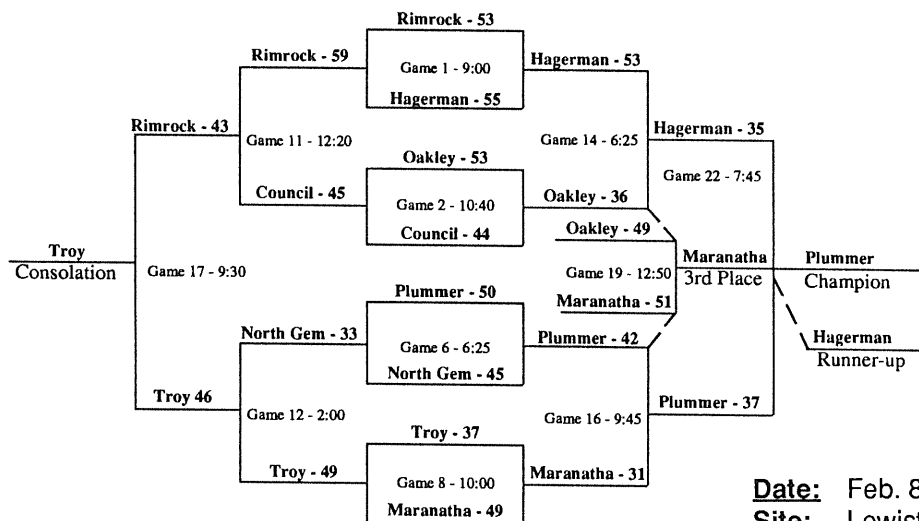 Rimrock - 53
Rimrock - 59
Game 1 - 9:00
Hagerman - 53
Hagerman - 55
Rimrock - 43
Game 11 - 12:20
Game 14 - 6:25
Hagerman - 35
Oakley - 53
Game 22 - 7:45
Council - 45
Game 2 - 10:40
Oakley - 36
Council - 44
Oakley - 49
Troy
Consolation
Game 17 - 9:30
Game 19 - 12:50
Maranatha
3rd Place
Plummer
Champion
Plummer - 50
Maranatha - 51
North Gem - 33
Game 6 - 6:25
Plummer - 42
Hagerman
Runner-up
North Gem - 45
Troy 46
Game 12 - 2:00
Game 16 - 9:45
Plummer - 37
Troy - 37
Troy - 49
Game 8 - 10:00
Maranatha - 31
Maranatha - 49
Date: Feb. 8
Site: Lewist